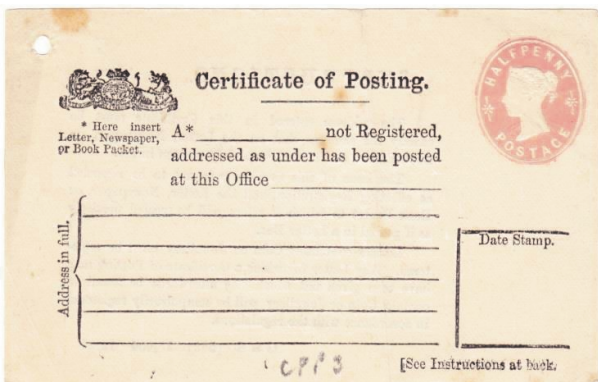 Certificate of Posting.
HALFPENNY
POSTAGE
* Here insert
Letter, Newspaper,
or Book Packet.
A* not Registered,
addressed as under has been posted
at this Office
Address in full.
Date Stamp.
CPP3
[See Instructions at back.